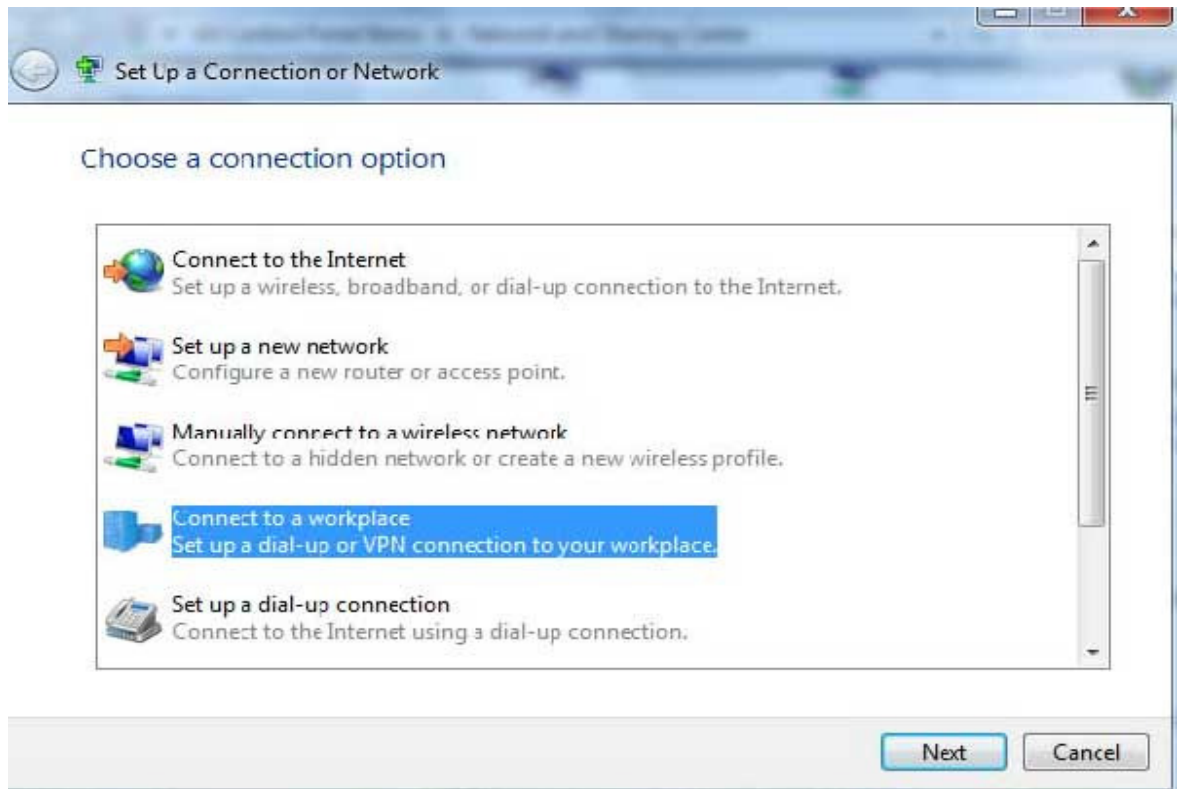 Set Up a Connection or Network
Choose a connection option
Connect to the Internet
Set up a wireless, broadband, or dial-up connection to the Internet.
Set up a new network
Configure a new router or access point.
Manually connect to a wireless network
Connect to a hidden network or create a new wireless profile.
Connect to a workplace
Set up a dial-up or VPN connection to your workplace.
Set up a dial-up connection
Connect to the Internet using a dial-up connection.
Next
Cancel